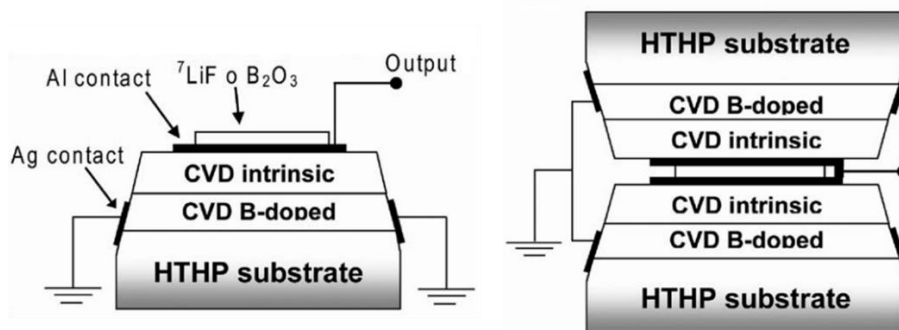 Al contact
⁷LiF o B₂O₃
Output
Ag contact
CVD intrinsic
CVD B-doped
HTHP substrate
HTHP substrate
CVD B-doped
CVD intrinsic
CVD intrinsic
CVD B-doped
HTHP substrate